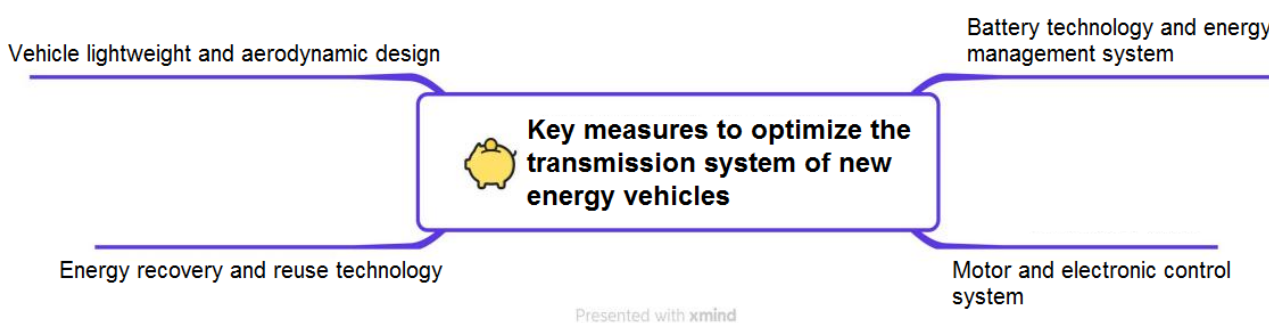 Vehicle lightweight and aerodynamic design
Battery technology and energy
management system
Key measures to optimize the
transmission system of new
energy vehicles
Energy recovery and reuse technology
Motor and electronic control
system
Presented with xmind